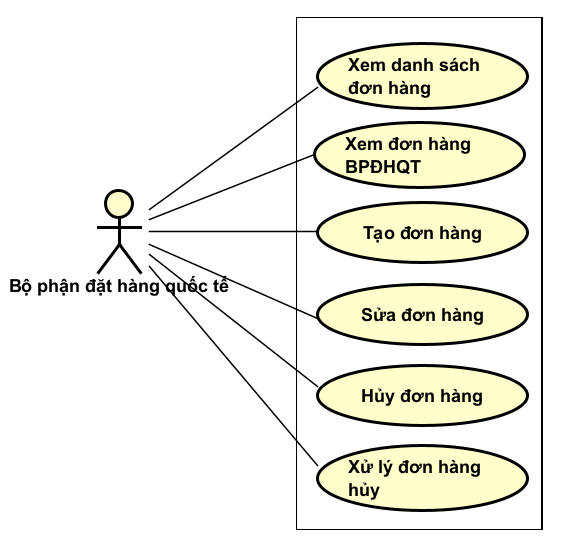 Xem danh sách
đơn hàng
Xem đơn hàng
BPĐHQT
Tạo đơn hàng
Bộ phận đặt hàng quốc tế
Sửa đơn hàng
Hủy đơn hàng
Xử lý đơn hàng
hủy